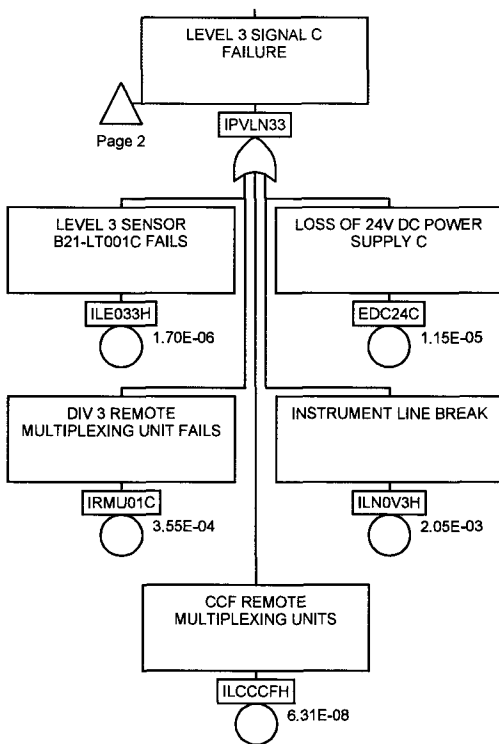 LEVEL 3 SIGNAL C
FAILURE
Page 2
IPVLN33
LEVEL 3 SENSOR
B21-LT001C FAILS
ILE033H
1.70E-06
LOSS OF 24V DC POWER
SUPPLY C
EDC24C
1.15E-05
DIV 3 REMOTE
MULTIPLEXING UNIT FAILS
IRMU01C
3.55E-04
INSTRUMENT LINE BREAK
ILN0V3H
2.05E-03
CCF REMOTE
MULTIPLEXING UNITS
ILCCCFH
6.31E-08